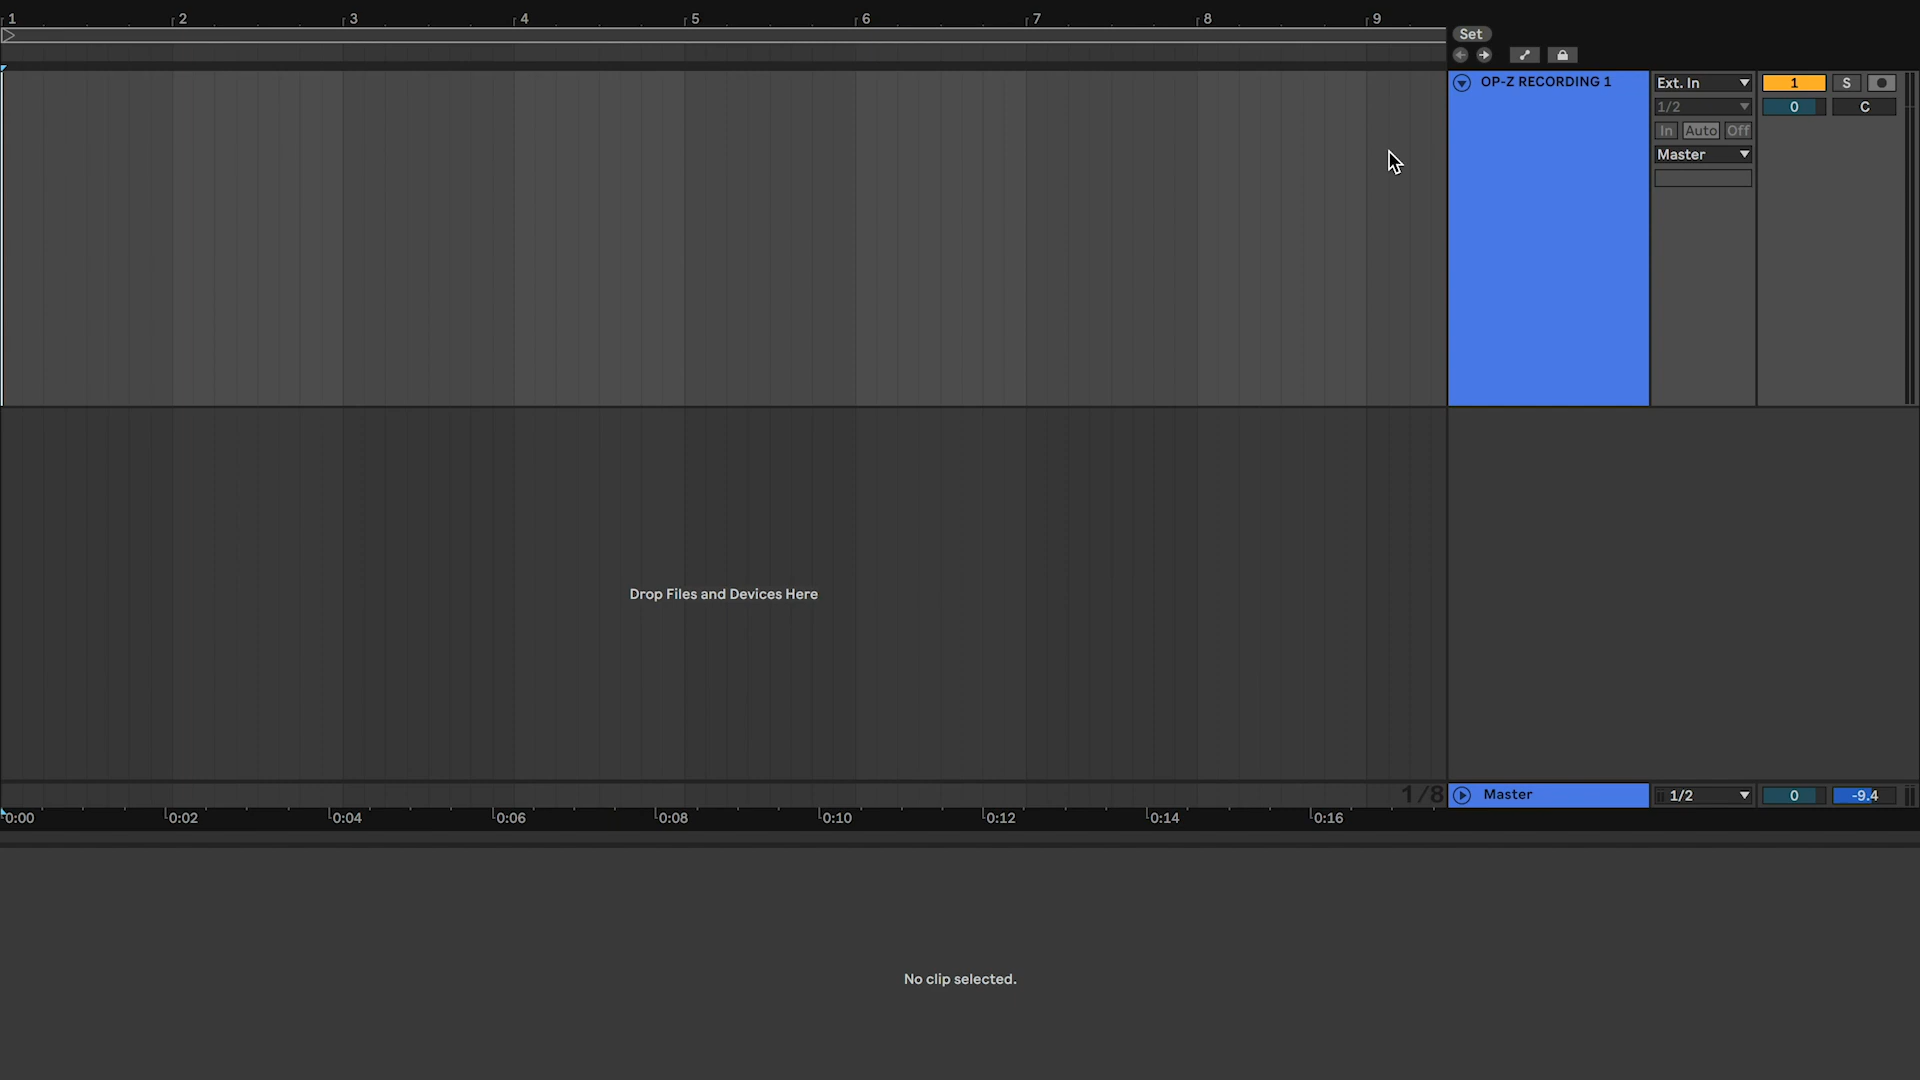 1 2 3 4 5 6 7 8 9
Set
OP-Z RECORDING 1 Ext. In 1 S
1/2 0 C
In Auto Off
Master
Drop Files and Devices Here
1/8 Master 1/2 0 -9.4
0:00 0:02 0:04 0:06 0:08 0:10 0:12 0:14 0:16
No clip selected.